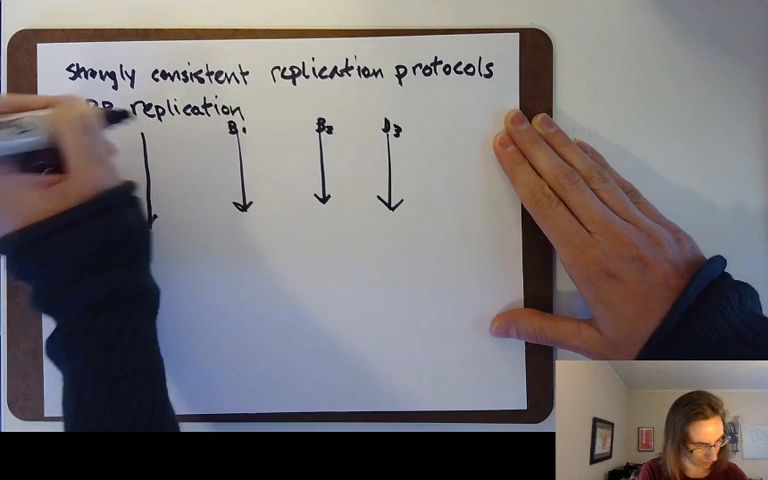 Strongly consistent replication protocols
replication
B₁ B₂ B₃